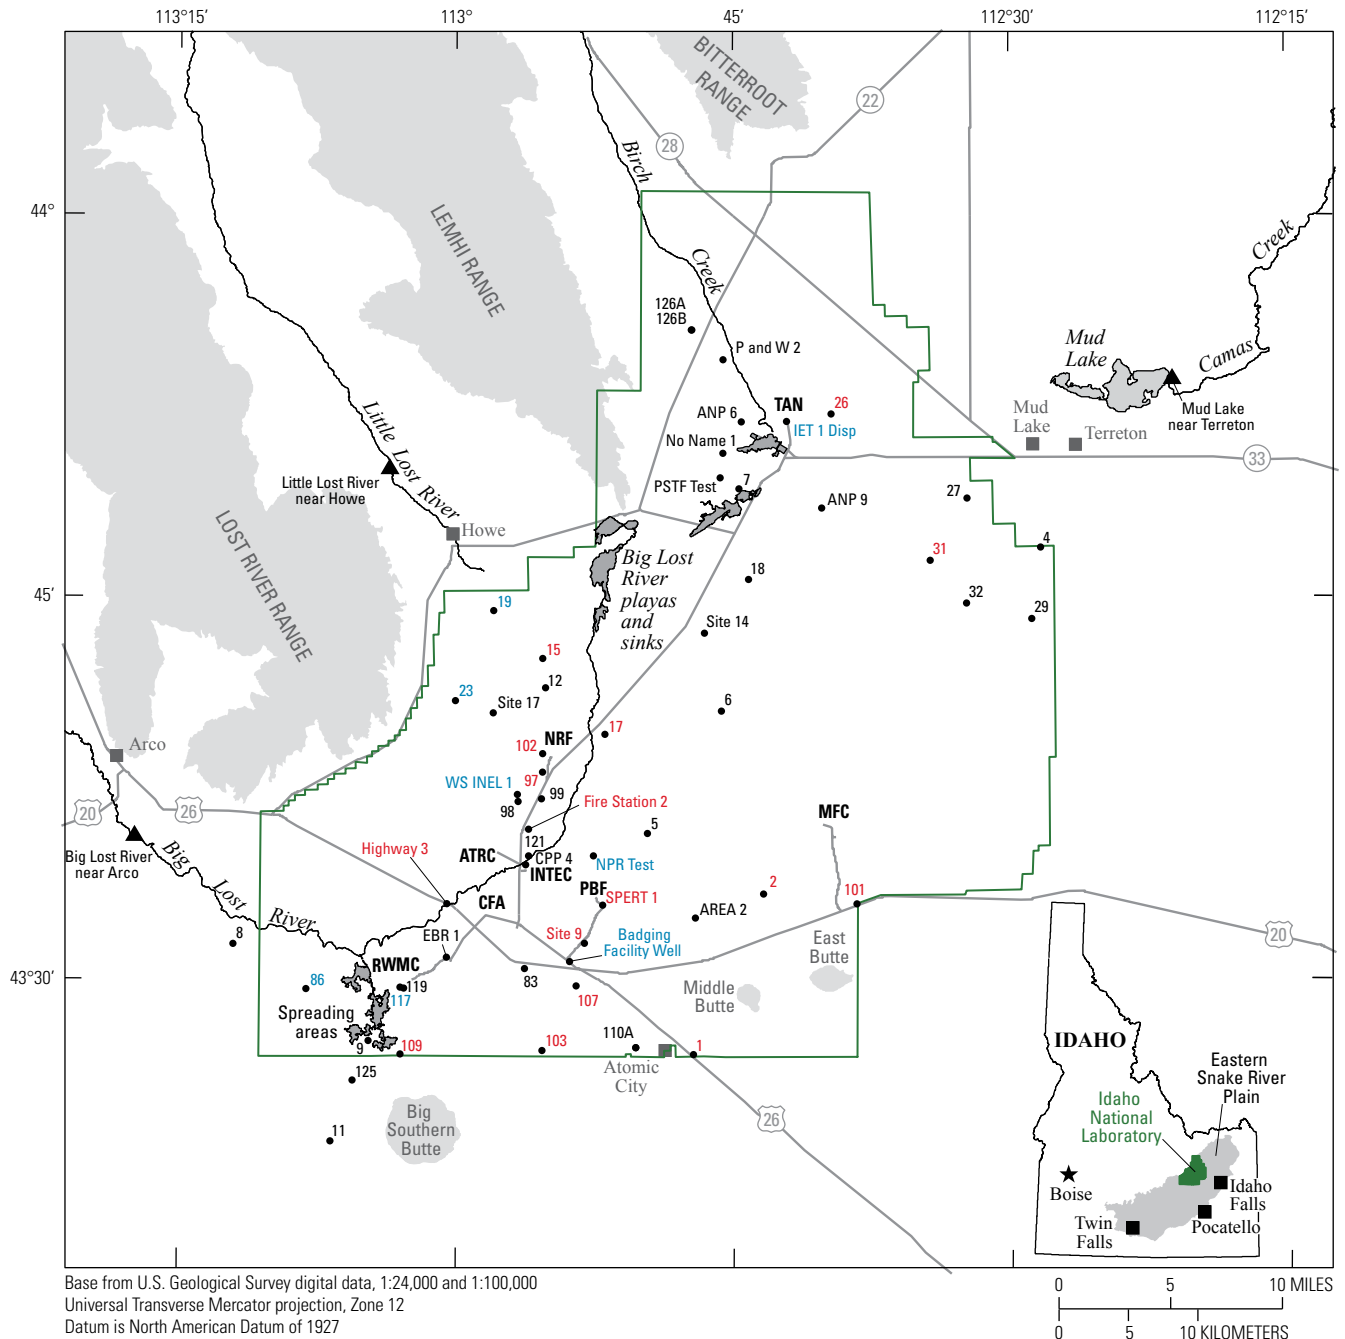 113°15'
113°
45'
112°30'
112°15'
BITTERROOT
RANGE
22
28
Birch
44°
LEMHI RANGE
Creek
Creek
126A
126B
P and W 2
Mud
Lake
Camas
ANP 6
TAN
26
IET 1 Disp
Mud Lake
near Terreton
Mud
Lake
Terreton
No Name 1
Little
Lost River
33
Little Lost River
near Howe
PSTF Test
7
27
ANP 9
Howe
LOST RIVER RANGE
4
31
Big Lost
River
playas
and
sinks
18
45'
19
32
29
Site 14
15
12
23
Site 17
6
17
Arco
102
NRF
WS INEL 1
97
99
98
Fire Station 2
20
26
MFC
5
121
Highway 3
ATRC
CPP 4
INTEC
NPR Test
Big Lost River
near Arco
Big
Lost
River
PBF
SPERT 1
2
101
CFA
AREA 2
8
EBR 1
Site 9
Badging
Facility Well
East
Butte
20
43°30'
RWMC
86
119
117
83
107
Middle
Butte
Spreading
areas
9
109
103
110A
1
Atomic
City
IDAHO
125
Eastern
Snake River
Plain
Idaho
National
Laboratory
Big
Southern
Butte
11
26
Boise
Idaho
Falls
Twin
Falls
Pocatello
Base from U.S. Geological Survey digital data, 1:24,000 and 1:100,000
Universal Transverse Mercator projection, Zone 12
Datum is North American Datum of 1927
0 5 10 MILES
0 5 10 KILOMETERS